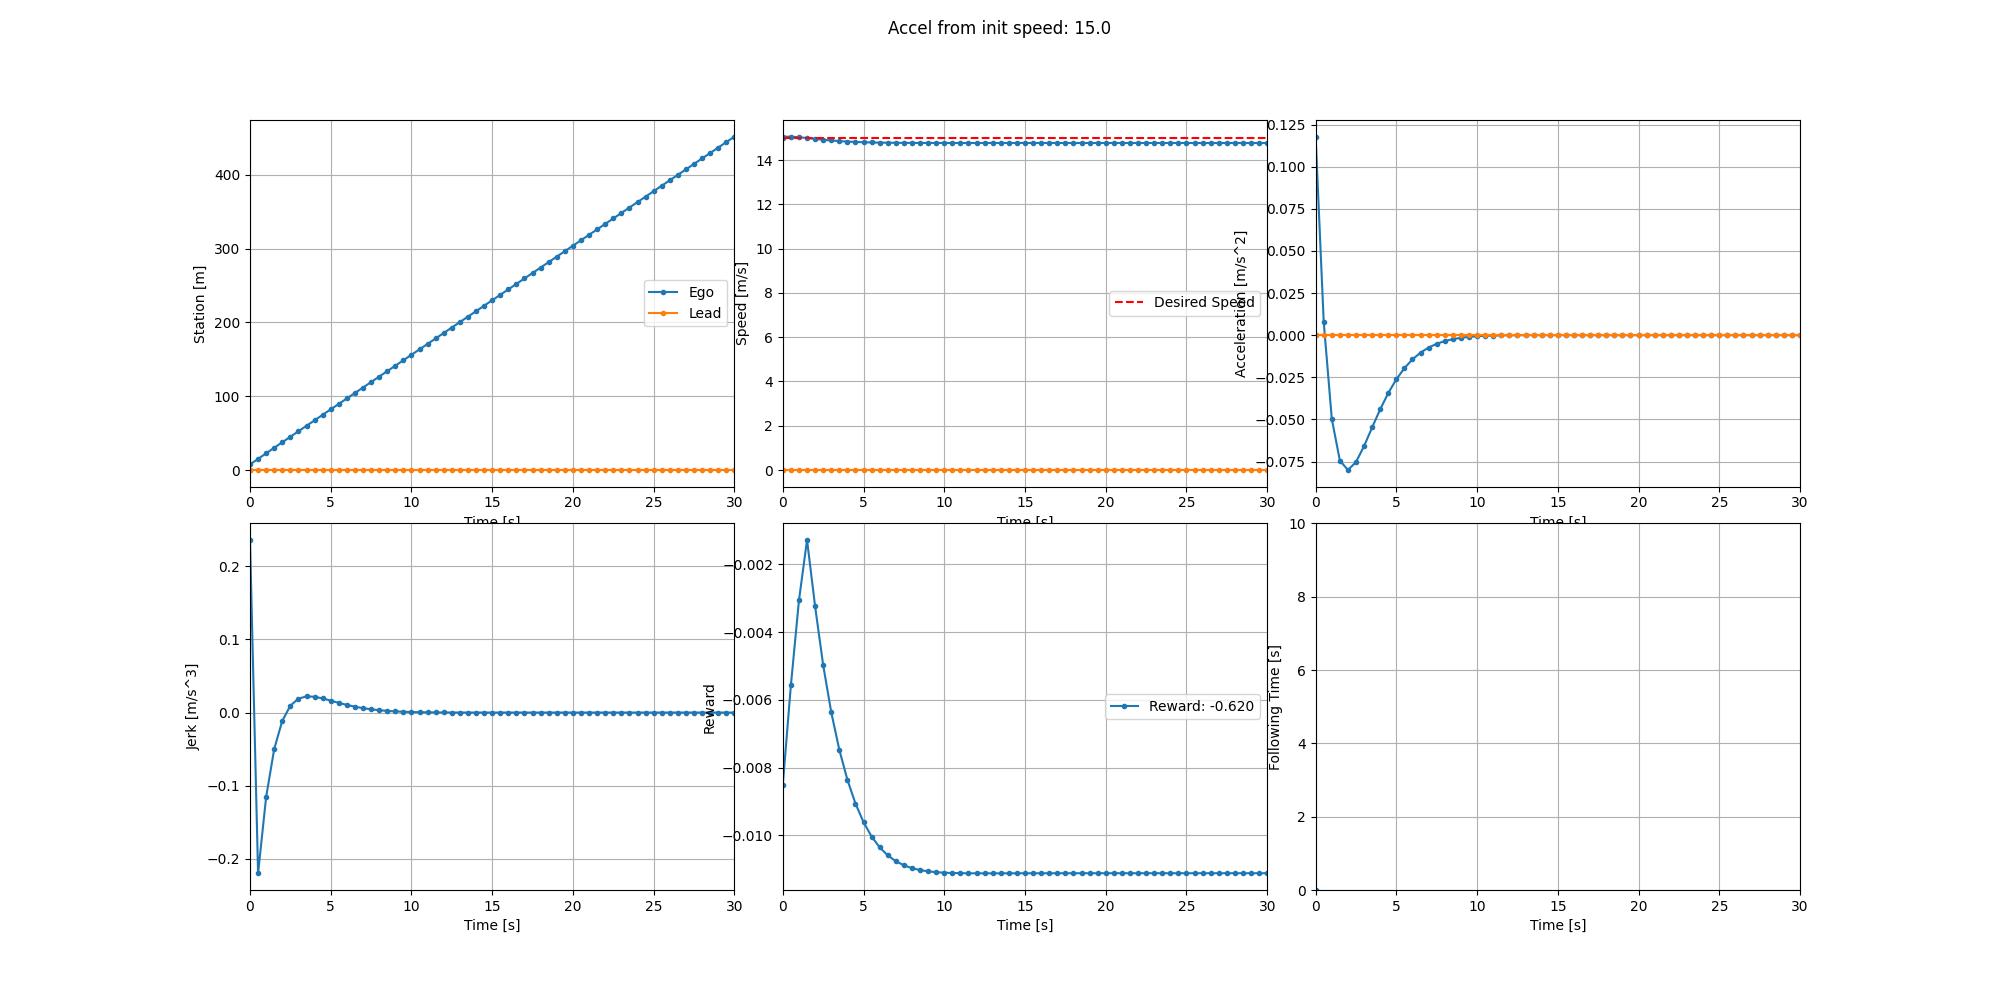 Accel from init speed: 15.0
Station [m]
400
300
200
100
0
0 5 10 15 20 25 30
Time [s]
Ego
Lead
Speed [m/s]
14
12
10
8
6
4
2
0
0 5 10 15 20 25 30
Time [s]
Desired Speed
Acceleration [m/s^2]
0.125
0.100
0.075
0.050
0.025
0.000
−0.025
−0.050
−0.075
0 5 10 15 20 25 30
Time [s]
Jerk [m/s^3]
0.2
0.1
0.0
−0.1
−0.2
0 5 10 15 20 25 30
Time [s]
Reward
−0.002
−0.004
−0.006
−0.008
−0.010
0 5 10 15 20 25 30
Time [s]
Reward: -0.620
Following Time [s]
10
8
6
4
2
0
0 5 10 15 20 25 30
Time [s]